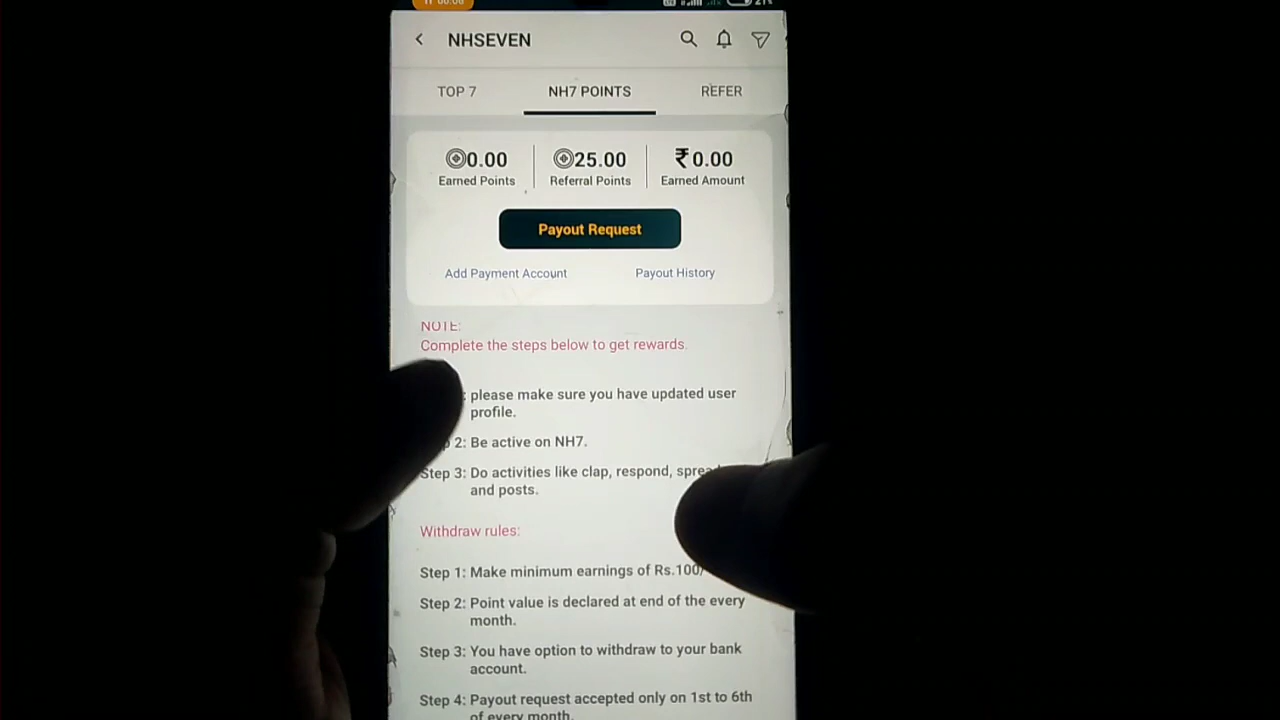 NHSEVEN
TOP 7 NH7 POINTS REFER
0.00 25.00 ₹0.00
Earned Points Referral Points Earned Amount
Payout Request
Add Payment Account Payout History
NOTE:
Complete the steps below to get rewards.
: please make sure you have updated user
profile.
2: Be active on NH7.
Step 3: Do activities like clap, respond,
and posts.
Withdraw rules:
Step 1: Make minimum earnings of Rs.100/
Step 2: Point value is declared at end of the every
month.
Step 3: You have option to withdraw to your bank
account.
Step 4: Payout request accepted only on 1st to 6th
of every month.